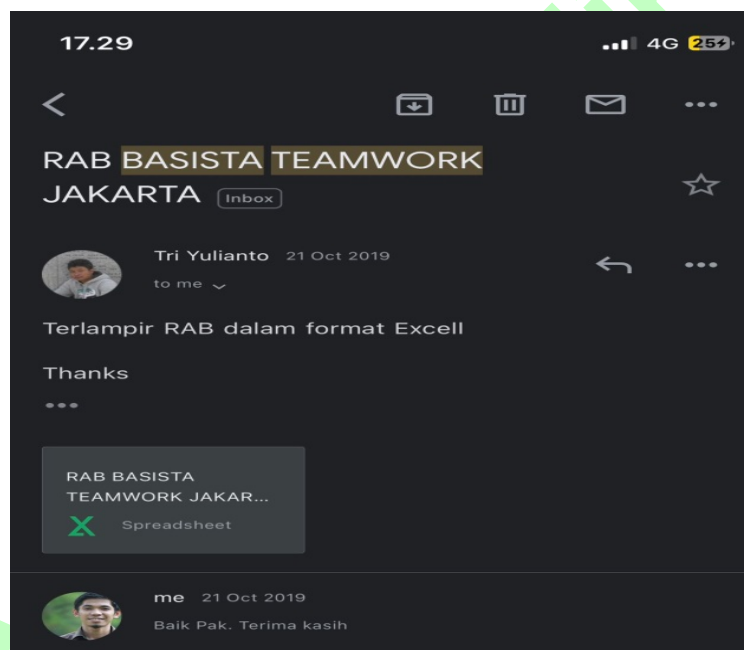 17.29
4G 25
RAB BASISTA TEAMWORK
JAKARTA Inbox
Tri Yulianto 21 Oct 2019
to me
Terlampir RAB dalam format Excell
Thanks
RAB BASISTA
TEAMWORK JAKAR...
Spreadsheet
me 21 Oct 2019
Baik Pak. Terima kasih